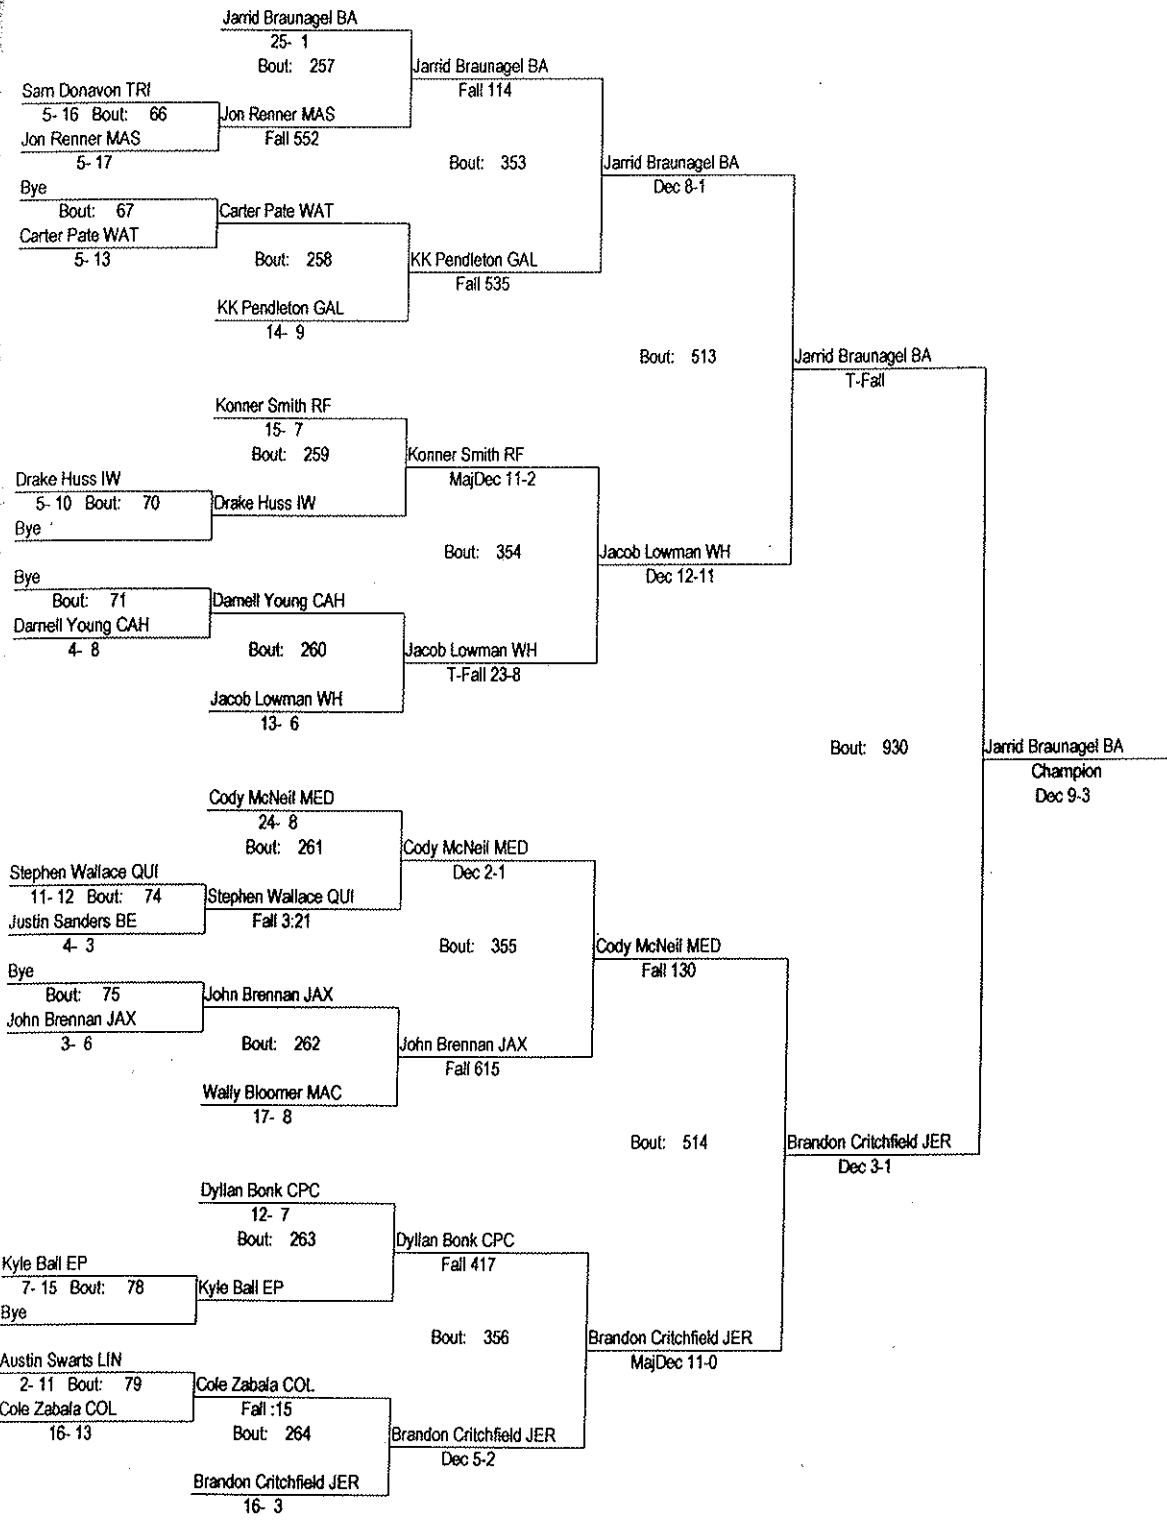 Jarrid Braunagel BA
25- 1
Bout: 257
Jarrid Braunagel BA
Fall 114
Sam Donavon TRI
5- 16 Bout: 66
Jon Renner MAS
Fall 552
Jon Renner MAS
5- 17
Bout: 353
Jarrid Braunagel BA
Dec 8-1
Bye
Bout: 67
Carter Pate WAT
Carter Pate WAT
5- 13
Bout: 258
KK Pendleton GAL
Fall 535
KK Pendleton GAL
14- 9
Bout: 513
Jarrid Braunagel BA
T-Fall
Konner Smith RF
15- 7
Bout: 259
Konner Smith RF
MajDec 11-2
Drake Huss IW
5- 10 Bout: 70
Drake Huss IW
Bye
Bout: 354
Jacob Lowman WH
Dec 12-11
Bye
Bout: 71
Darnell Young CAH
Darnell Young CAH
4- 8
Bout: 260
Jacob Lowman WH
T-Fall 23-8
Jacob Lowman WH
13- 6
Bout: 930
Jarrid Braunagel BA
Champion
Dec 9-3
Cody McNeil MED
24- 8
Bout: 261
Cody McNeil MED
Dec 2-1
Stephen Wallace QUI
11- 12 Bout: 74
Stephen Wallace QUI
Fall 3:21
Justin Sanders BE
4- 3
Bout: 355
Cody McNeil MED
Fall 130
Bye
Bout: 75
John Brennan JAX
John Brennan JAX
3- 6
Bout: 262
John Brennan JAX
Fall 615
Wally Bloomer MAC
17- 8
Bout: 514
Brandon Critchfield JER
Dec 3-1
Dyllan Bonk CPC
12- 7
Bout: 263
Dyllan Bonk CPC
Fall 417
Kyle Ball EP
7- 15 Bout: 78
Kyle Ball EP
Bye
Bout: 356
Brandon Critchfield JER
MajDec 11-0
Austin Swarts LIN
2- 11 Bout: 79
Cole Zabala COL
Fall :15
Cole Zabala COL
16- 13
Bout: 264
Brandon Critchfield JER
Dec 5-2
Brandon Critchfield JER
16- 3